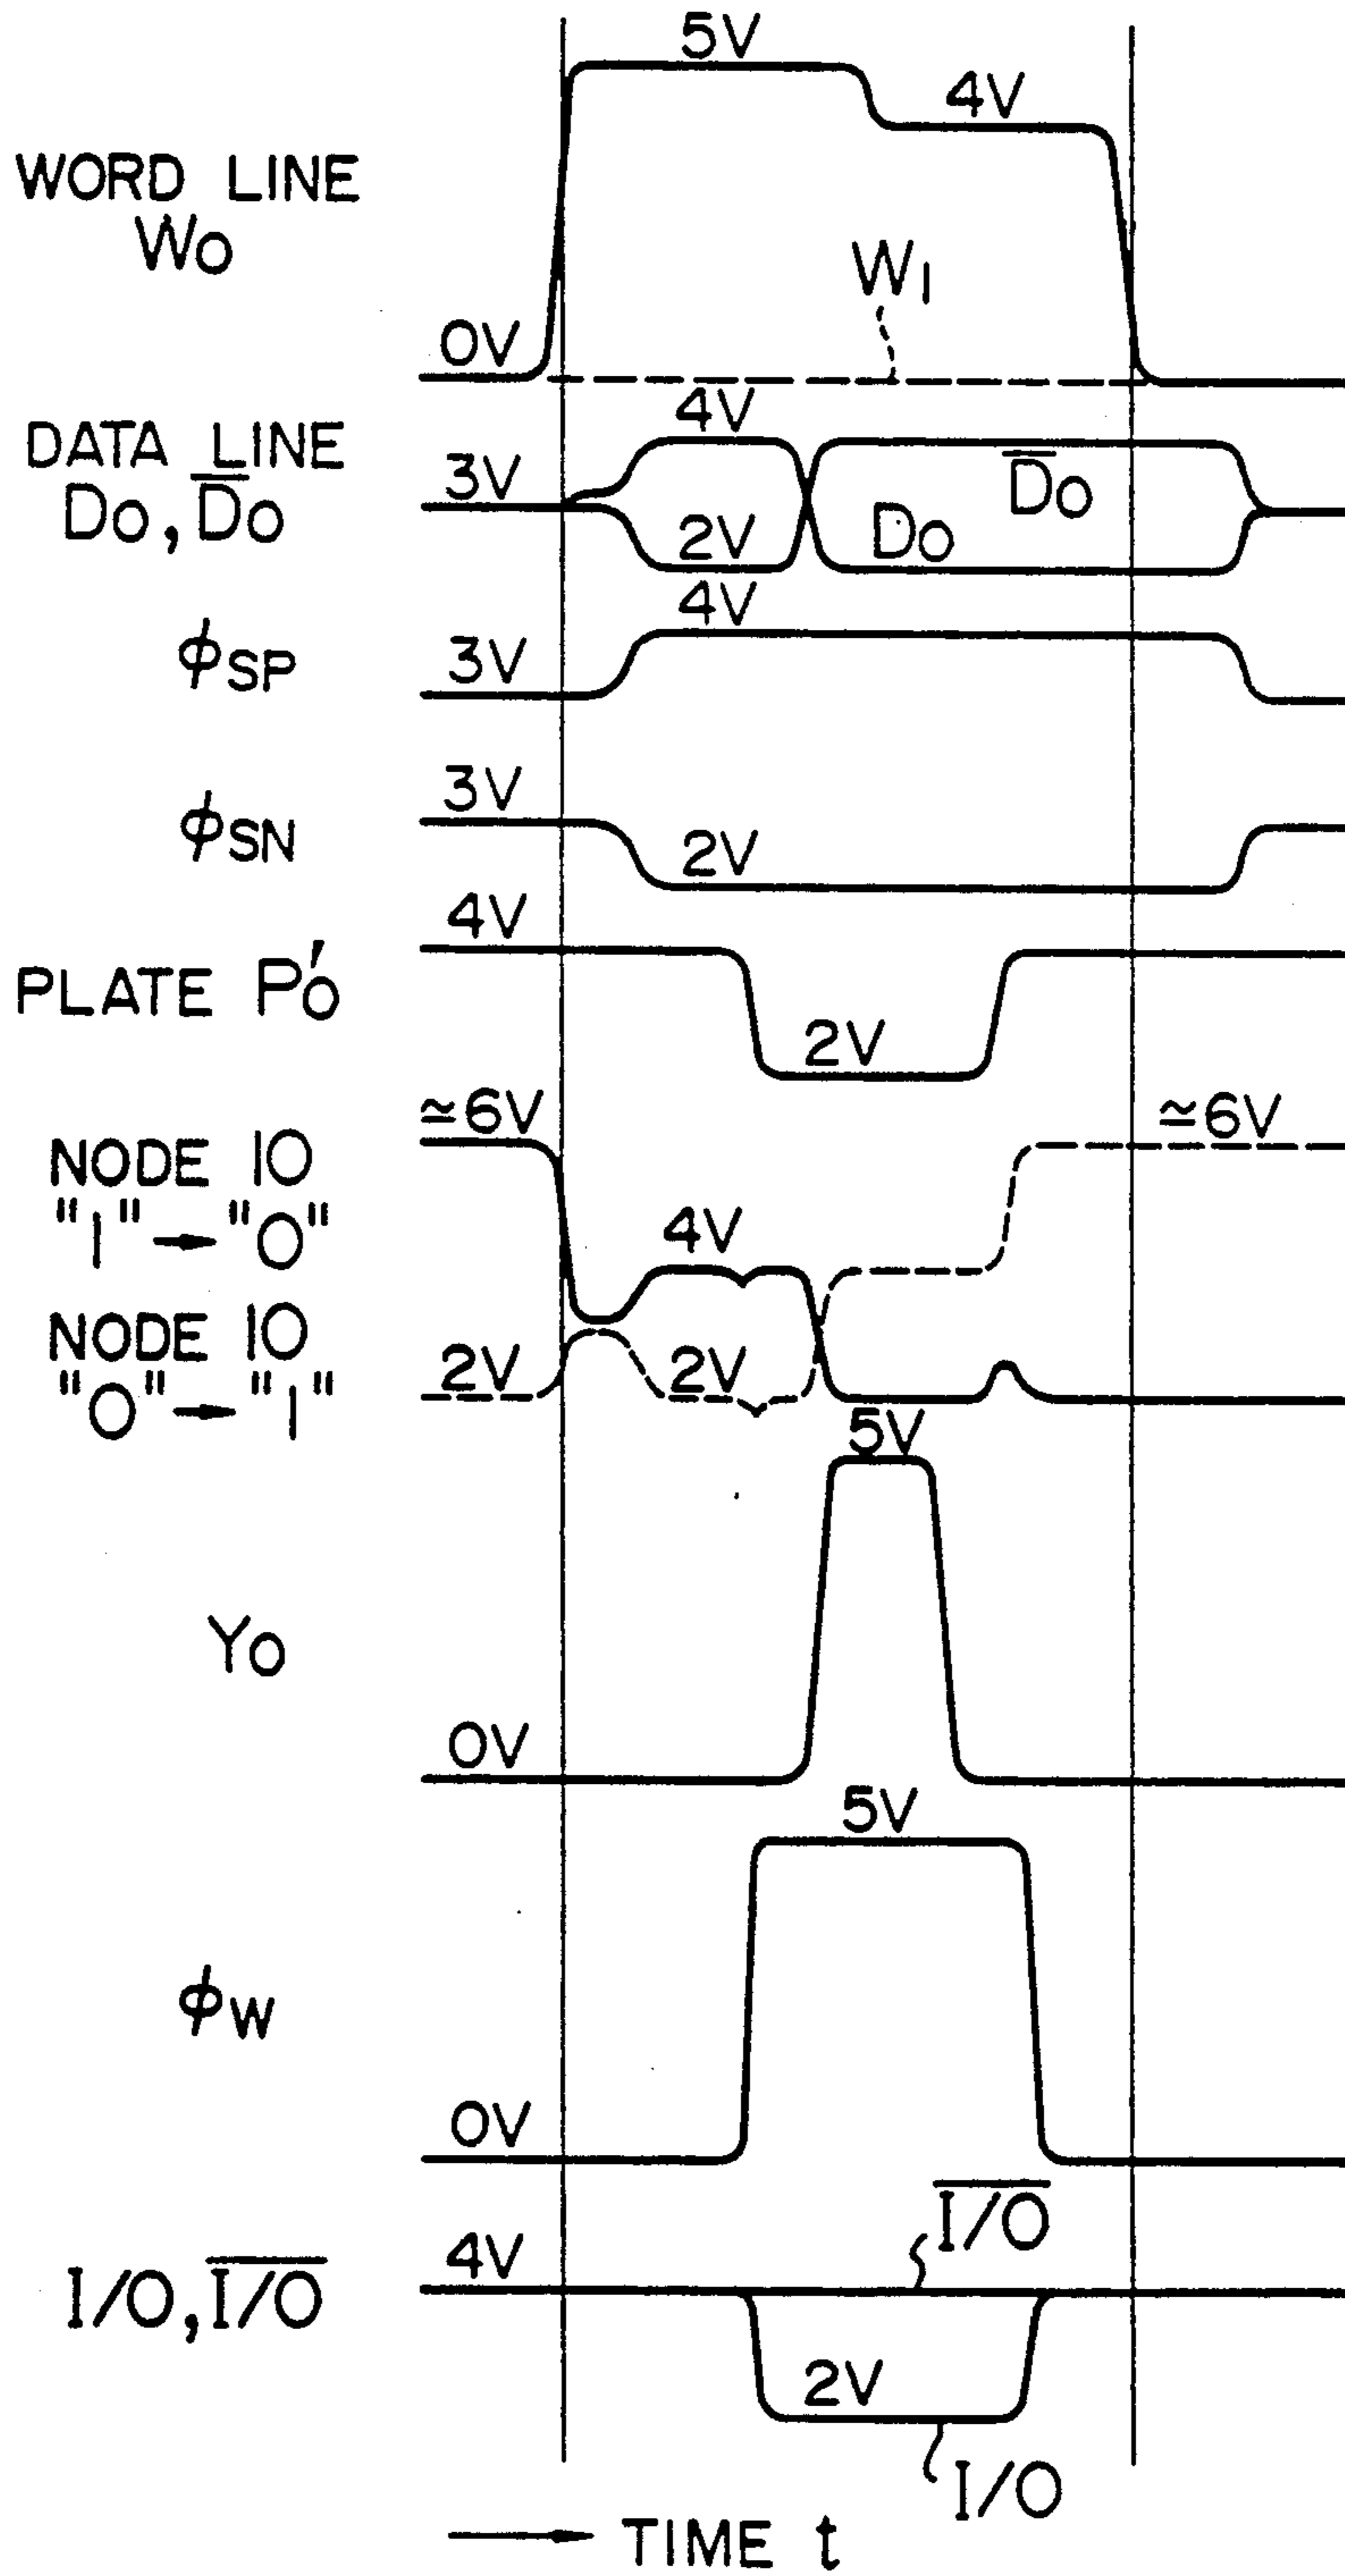 5V
4V
WORD LINE
W0
W1
0V
DATA LINE
D0, D̅0
3V
4V
2V
D̅0
D0
ϕSP
3V
4V
ϕSN
3V
2V
PLATE P'0
4V
2V
NODE 10
"1" → "0"
≃6V
4V
≃6V
NODE 10
"0" → "1"
2V
2V
Y0
5V
0V
ϕW
5V
0V
I/O, I̅/̅O̅
4V
I̅/̅O̅
2V
I/O
→ TIME t